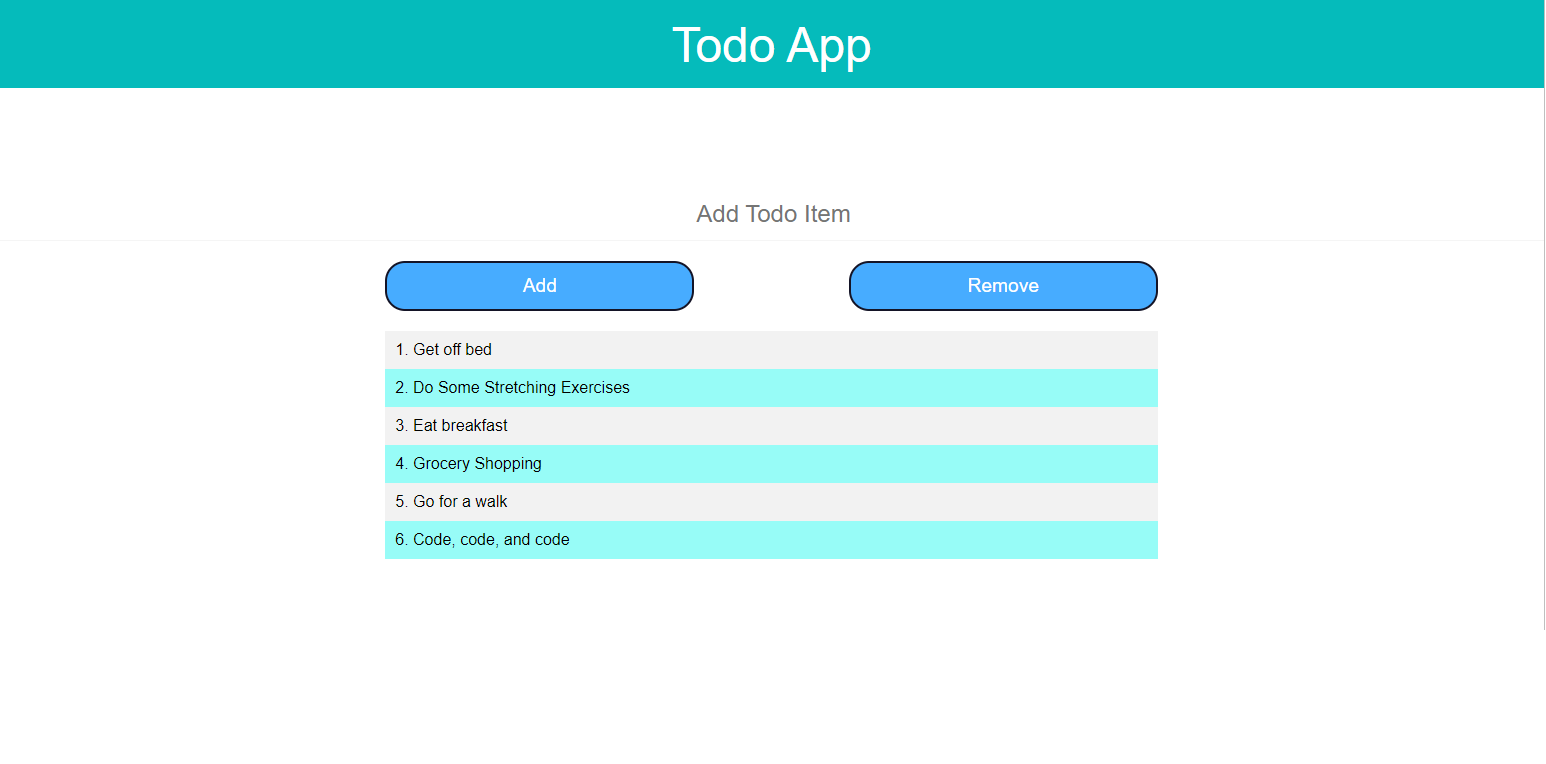 Todo App
Add Todo Item
Add
Remove
1. Get off bed
2. Do Some Stretching Exercises
3. Eat breakfast
4. Grocery Shopping
5. Go for a walk
6. Code, code, and code